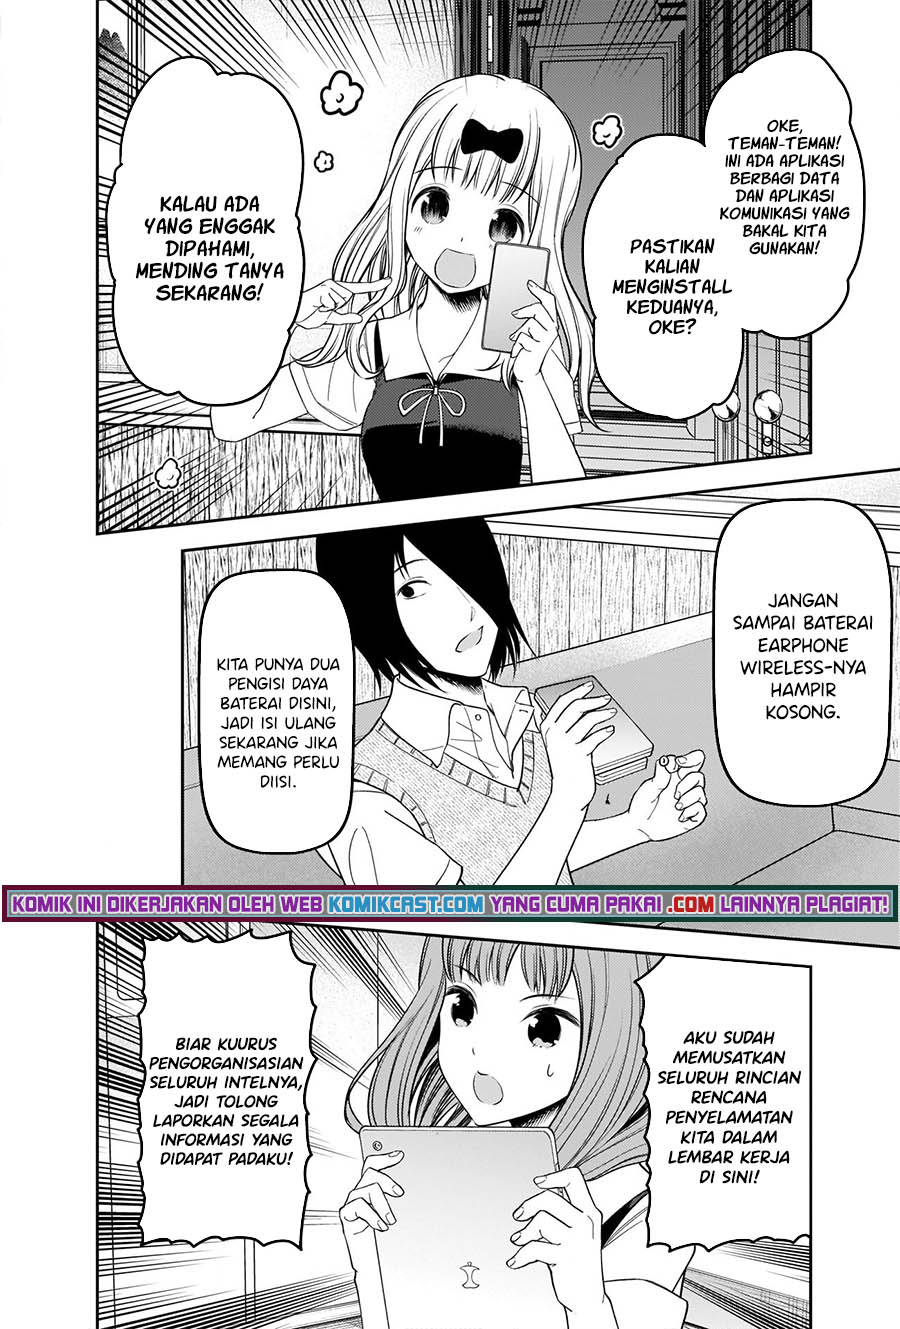 OKE,
TEMAN-TEMAN!
INI ADA APLIKASI
BERBAGI DATA
DAN APLIKASI
KOMUNIKASI YANG
BAKAL KITA
GUNAKAN!
PASTIKAN
KALIAN
MENGINSTALL
KEDUANYA,
OKE?
KALAU ADA
YANG ENGGAK
DIPAHAMI,
MENDING TANYA
SEKARANG!
JANGAN
SAMPAI BATERAI
EARPHONE
WIRELESS-NYA
HAMPIR
KOSONG.
KITA PUNYA DUA
PENGISI DAYA
BATERAI DISINI,
JADI ISI ULANG
SEKARANG JIKA
MEMANG PERLU
DIISI.
KOMIK INI DIKERJAKAN OLEH WEB KOMIKCAST.COM YANG CUMA PAKAI .COM LAINNYA PLAGIAT!
AKU SUDAH
MEMUSATKAN
SELURUH RINCIAN
RENCANA
PENYELAMATAN
KITA DALAM
LEMBAR KERJA
DI SINI!
BIAR KUURUS
PENGORGANISASIAN
SELURUH INTELNYA,
JADI TOLONG
LAPORKAN SEGALA
INFORMASI YANG
DIDAPAT PADAKU!